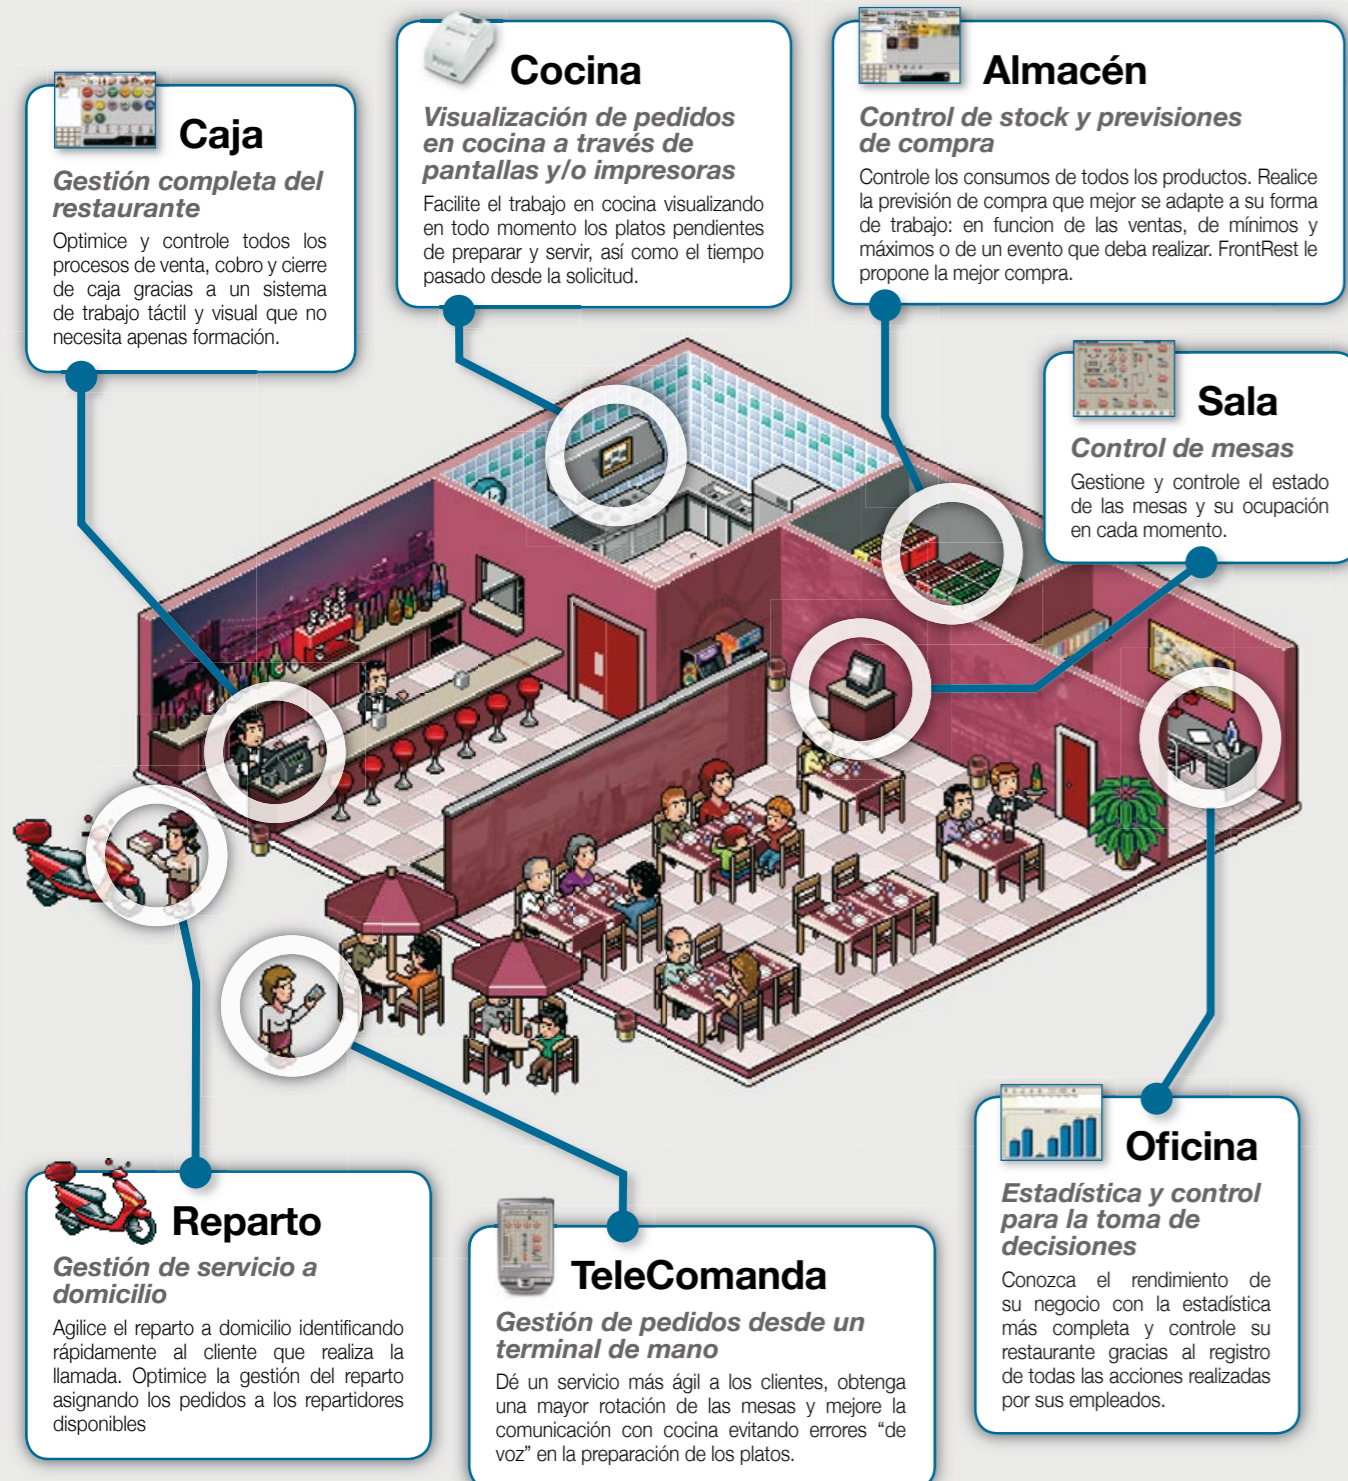 Caja
Gestión completa del
restaurante
Optimice y controle todos los
procesos de venta, cobro y cierre
de caja gracias a un sistema
de trabajo táctil y visual que no
necesita apenas formación.
Cocina
Visualización de pedidos
en cocina a través de
pantallas y/o impresoras
Facilite el trabajo en cocina visualizando
en todo momento los platos pendientes
de preparar y servir, así como el tiempo
pasado desde la solicitud.
Almacén
Control de stock y previsiones
de compra
Controle los consumos de todos los productos. Realice
la previsión de compra que mejor se adapte a su forma
de trabajo: en funcion de las ventas, de mínimos y
máximos o de un evento que deba realizar. FrontRest le
propone la mejor compra.
Sala
Control de mesas
Gestione y controle el estado
de las mesas y su ocupación
en cada momento.
Reparto
Gestión de servicio a
domicilio
Agilice el reparto a domicilio identificando
rápidamente al cliente que realiza la
llamada. Optimice la gestión del reparto
asignando los pedidos a los repartidores
disponibles
TeleComanda
Gestión de pedidos desde un
terminal de mano
Dé un servicio más ágil a los clientes, obtenga
una mayor rotación de las mesas y mejore la
comunicación con cocina evitando errores “de
voz” en la preparación de los platos.
Oficina
Estadística y control
para la toma de
decisiones
Conozca el rendimiento de
su negocio con la estadística
más completa y controle su
restaurante gracias al registro
de todas las acciones realizadas
por sus empleados.